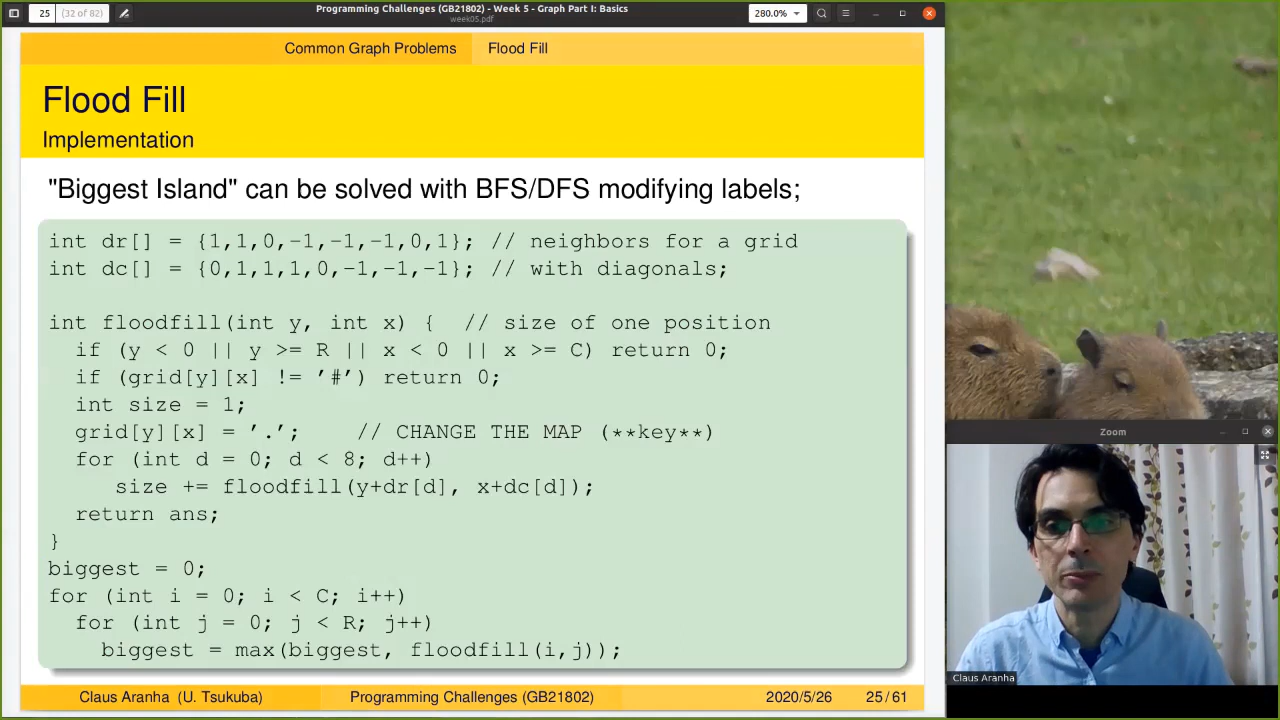 25 (32 of 82)
Programming Challenges (GB21802) - Week 5 - Graph Part I: Basics
week05.pdf
280.0%
Common Graph Problems Flood Fill
Flood Fill
Implementation
"Biggest Island" can be solved with BFS/DFS modifying labels;
int dr[] = {1,1,0,-1,-1,-1,0,1}; // neighbors for a grid
int dc[] = {0,1,1,1,0,-1,-1,-1}; // with diagonals;
int floodfill(int y, int x) { // size of one position
if (y < 0 || y >= R || x < 0 || x >= C) return 0;
if (grid[y][x] != '#') return 0;
int size = 1;
grid[y][x] = '.'; // CHANGE THE MAP (**key**)
for (int d = 0; d < 8; d++)
size += floodfill(y+dr[d], x+dc[d]);
return ans;
}
biggest = 0;
for (int i = 0; i < C; i++)
for (int j = 0; j < R; j++)
biggest = max(biggest, floodfill(i,j));
Claus Aranha (U. Tsukuba) Programming Challenges (GB21802) 2020/5/26 25 / 61
Zoom
Claus Aranha